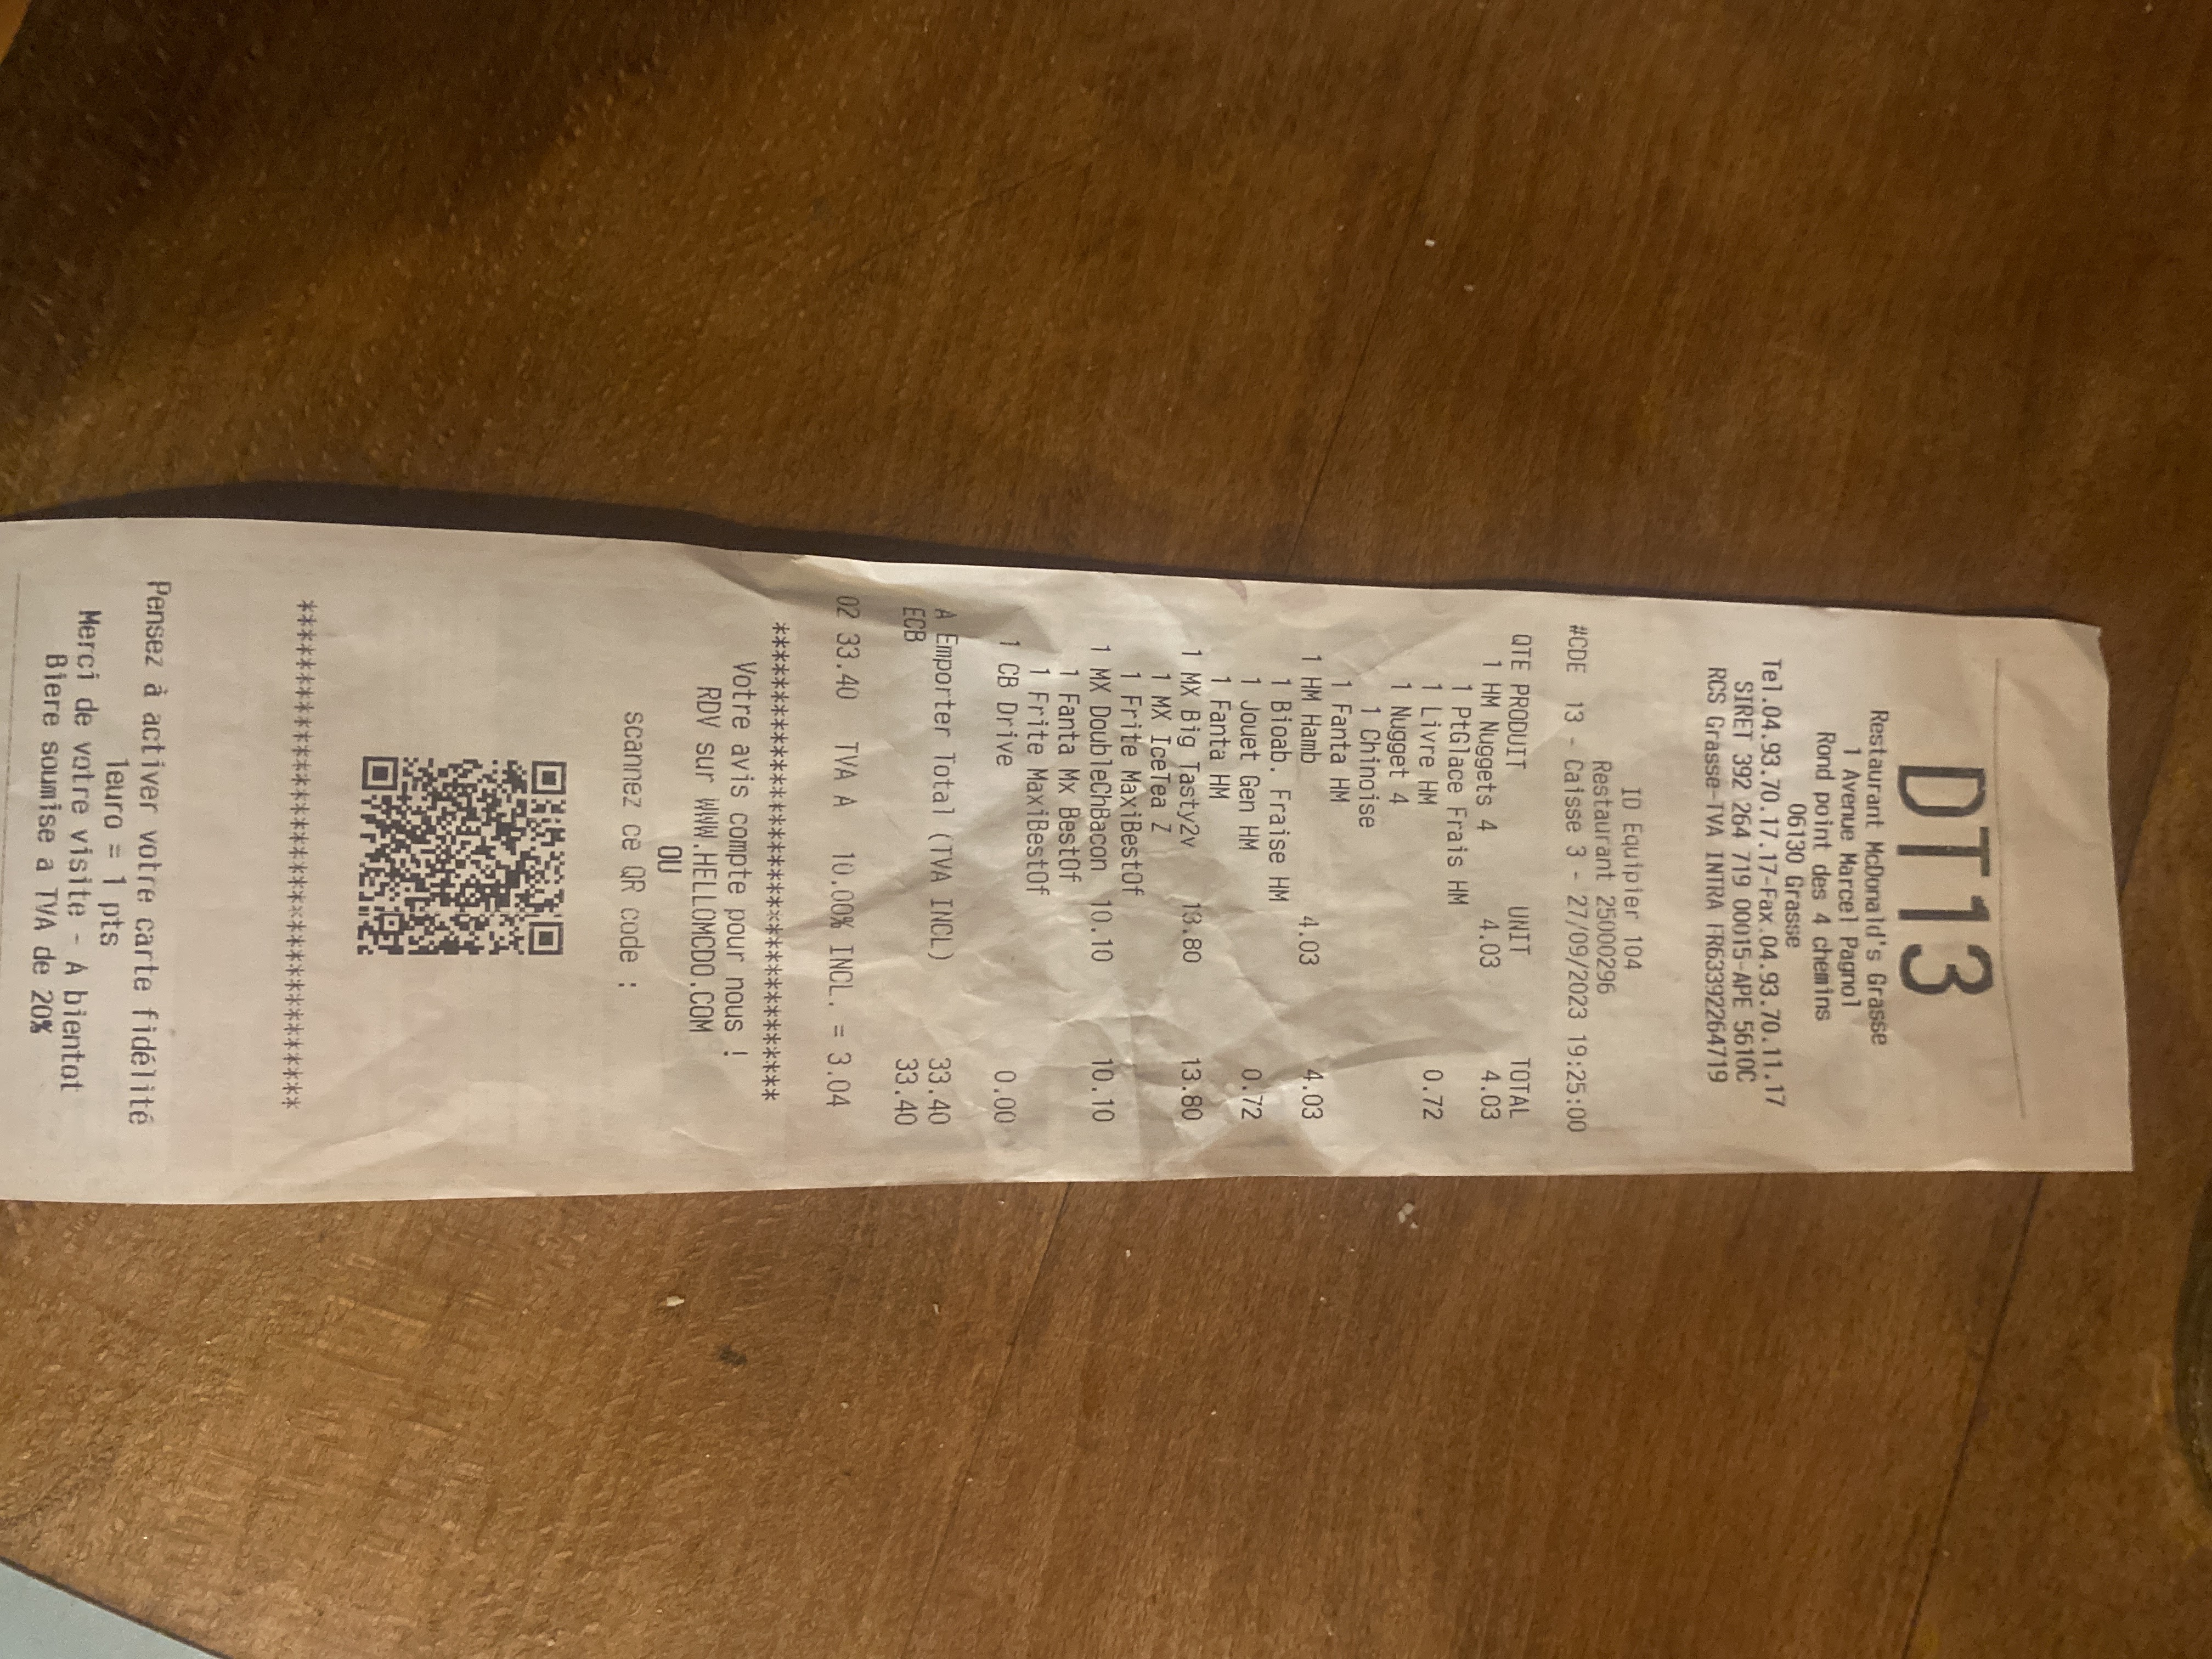 DT13
Restaurant McDonald's Grasse
1 Avenue Marcel Pagnol
Rond point des 4 chemins
06130 Grasse
Tel.04.93.70.17.17-Fax.04.93.70.11.17
SIRET 392 264 719 00015-APE 5610C
RCS Grasse-TVA INTRA FR63392264719
ID Equipier 104
Restaurant 25000296
#CDE 13 - Caisse 3 - 27/09/2023 19:25:00
QTE PRODUIT UNIT TOTAL
1 HM Nuggets 4 4.03 4.03
1 PtGlace Frais HM
1 Livre HM 0.72
1 Nugget 4
1 Chinoise
1 Fanta HM
1 HM Hamb 4.03 4.03
1 Bioab. Fraise HM
1 Jouet Gen HM 0.72
1 Fanta HM
1 MX Big Tasty2v 13.80 13.80
1 MX IceTea Z
1 Frite MaxiBestOf
1 MX DoubleChBacon 10.10 10.10
1 Fanta Mx BestOf
1 Frite MaxiBestOf
1 CB Drive 0.00
A Emporter Total (TVA INCL) 33.40
ECB 33.40
02 33.40 TVA A 10.00% INCL. = 3.04
**************************************
Votre avis compte pour nous !
RDV sur WWW.HELLOMCDO.COM
OU
scannez ce QR code :
**************************************
Pensez à activer votre carte fidélité
1euro = 1 pts
Merci de votre visite - A bientot
Biere soumise a TVA de 20%